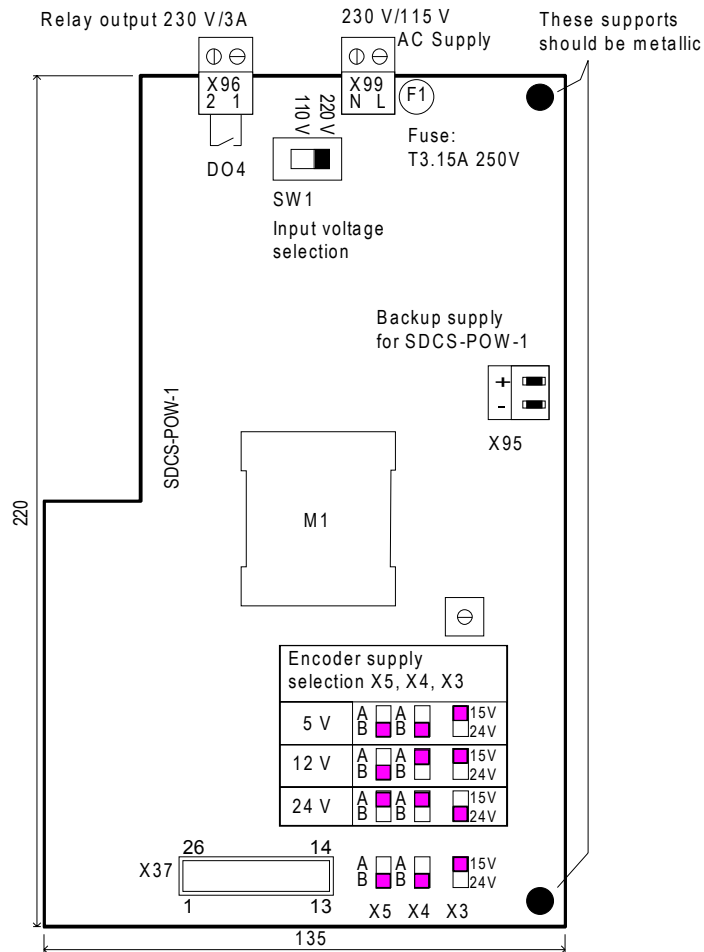 Relay output 230 V/3A
230 V/115 V
AC Supply
These supports
should be metallic
X96
2 1
X99
N L
F1
110 V
220 V
DO4
Fuse:
T3.15A 250V
SW1
Input voltage
selection
Backup supply
for SDCS-POW-1
+
-
X95
SDCS-POW-1
220
M1
Encoder supply
selection X5, X4, X3
5 V
A A 15V
B B 24V
12 V
A A 15V
B B 24V
24 V
A A 15V
B B 24V
26 14
X37
1 13
A A 15V
B B 24V
X5 X4 X3
135